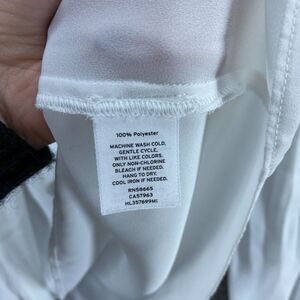 100% Polyester
MACHINE WASH COLD,
GENTLE CYCLE,
WITH LIKE COLORS.
ONLY NON-CHLORINE
BLEACH IF NEEDED.
HANG TO DRY.
COOL IRON IF NEEDED.
RN58665
CA57963
HL357699MI